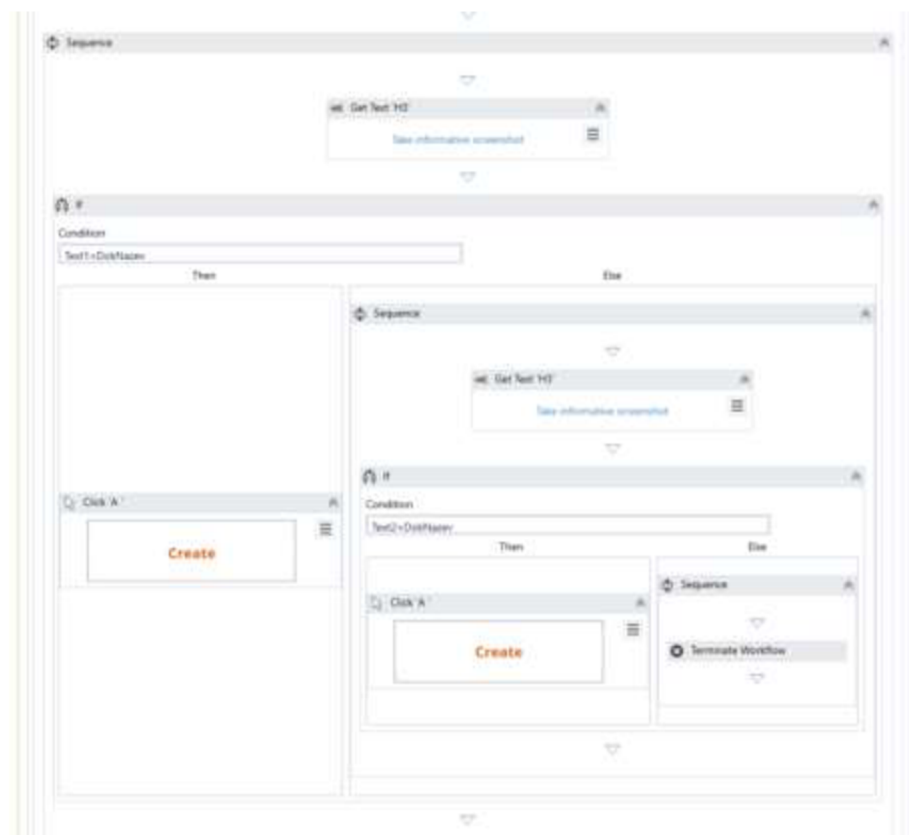 Sequence
Get Text 'H3'
Take informative screenshot
If
Condition
Text1=DokNazev
Then
Else
Sequence
Get Text 'H3'
Take informative screenshot
If
Condition
Text2=DokNazev
Then
Else
Click 'A '
Create
Click 'A '
Create
Sequence
Terminate Workflow